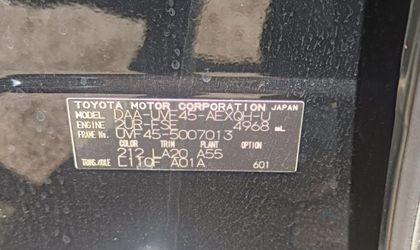 TOYOTA MOTOR CORPORATION JAPAN
MODEL DAA-UVF45-AEXQH-U
ENGINE 2UR-FSE 4968 mL
FRAME No. UVF45-5007013
COLOR TRIM PLANT OPTION
212 LA20 A55
TRANS./AXLE L110F A01A 601